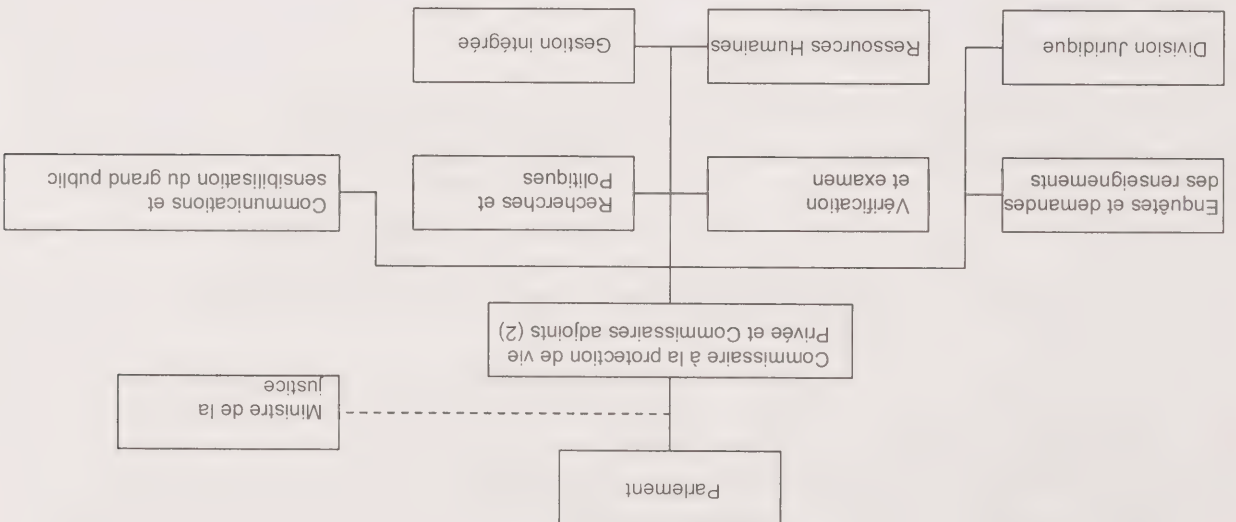 Parlement
Ministre de la
justice
Commissaire à la protection de vie
Privée et Commissaires adjoints (2)
Enquêtes et demandes
des renseignements
Vérification
et examen
Recherches et
Politiques
Communications et
sensibilisation du grand public
Division Juridique
Ressources Humaines
Gestion intégrée